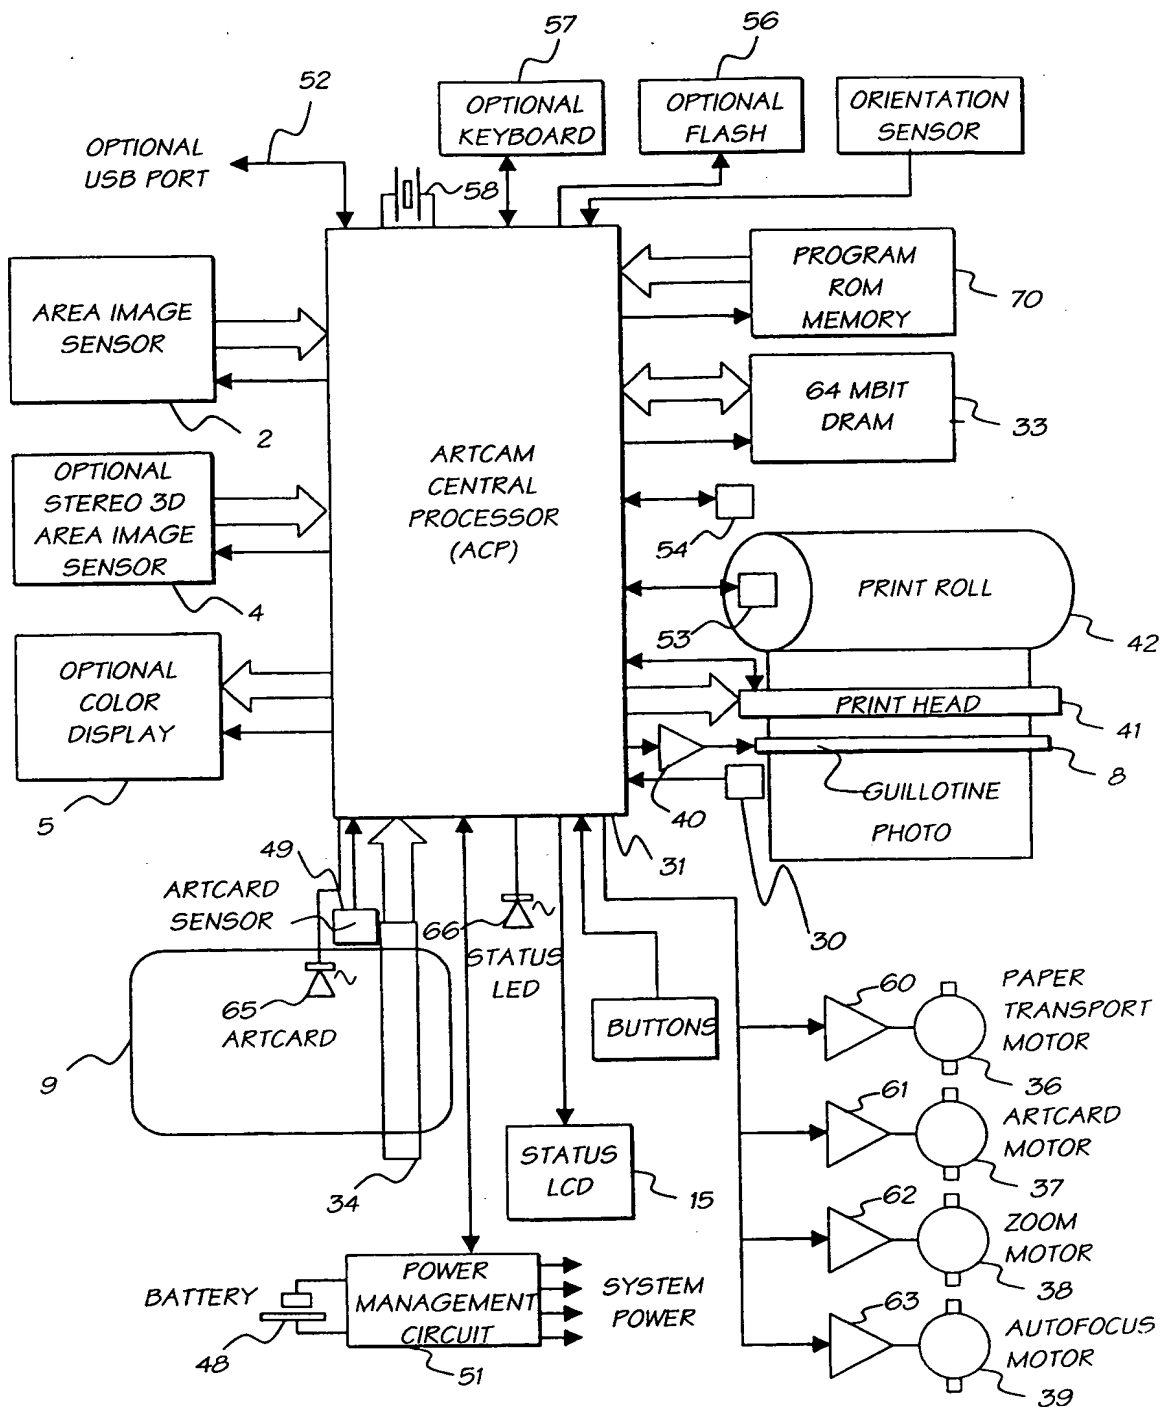 57
56
52
OPTIONAL
USB PORT
OPTIONAL
KEYBOARD
OPTIONAL
FLASH
ORIENTATION
SENSOR
58
AREA IMAGE
SENSOR
2
PROGRAM
ROM
MEMORY
70
64 MBIT
DRAM
33
OPTIONAL
STEREO 3D
AREA IMAGE
SENSOR
4
ARTCAM
CENTRAL
PROCESSOR
(ACP)
54
PRINT ROLL
53
42
OPTIONAL
COLOR
DISPLAY
5
PRINT HEAD
41
8
40
GUILLOTINE
PHOTO
31
30
49
ARTCARD
SENSOR
66
STATUS
LED
65
ARTCARD
9
BUTTONS
34
STATUS
LCD
15
60
PAPER
TRANSPORT
MOTOR
36
61
ARTCARD
MOTOR
37
62
ZOOM
MOTOR
38
63
AUTOFOCUS
MOTOR
39
BATTERY
48
POWER
MANAGEMENT
CIRCUIT
51
SYSTEM
POWER